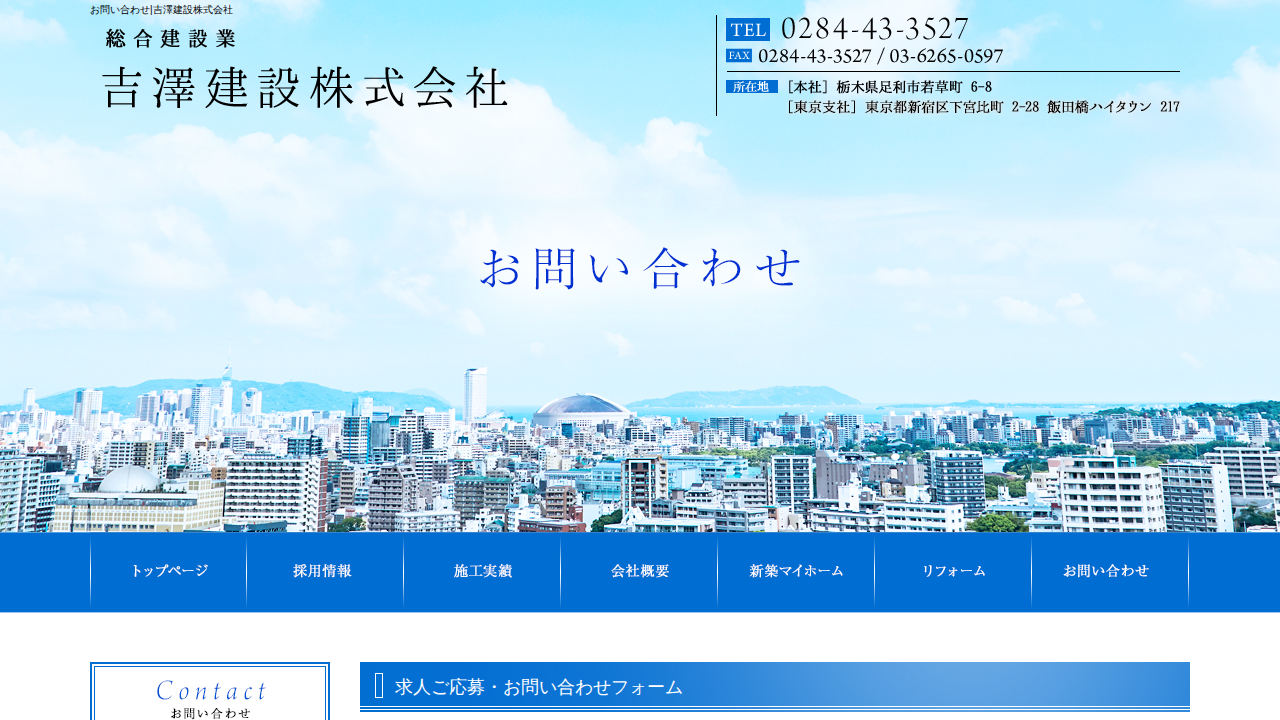 お問い合わせ|吉澤建設株式会社
総合建設業
吉澤建設株式会社
TEL 0284-43-3527
FAX 0284-43-3527 / 03-6265-0597
所在地 [本社] 栃木県足利市若草町 6-8
[東京支社] 東京都新宿区下宮比町 2-28 飯田橋ハイタウン 217
お問い合わせ
トップページ 採用情報 施工実績 会社概要 新築マイホーム リフォーム お問い合わせ
Contact
お問い合わせ
求人ご応募・お問い合わせフォーム